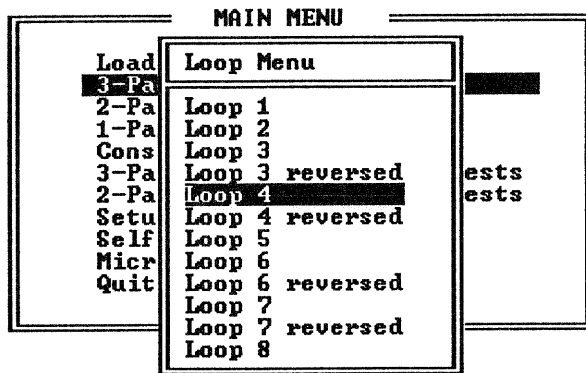 MAIN MENU
Loop Menu
Load
3-Pa
2-Pa
1-Pa
Cons
3-Pa
2-Pa
Setu
Self
Micr
Quit
Loop 1
Loop 2
Loop 3
Loop 3 reversed
Loop 4
Loop 4 reversed
Loop 5
Loop 6
Loop 6 reversed
Loop 7
Loop 7 reversed
Loop 8
ests
ests